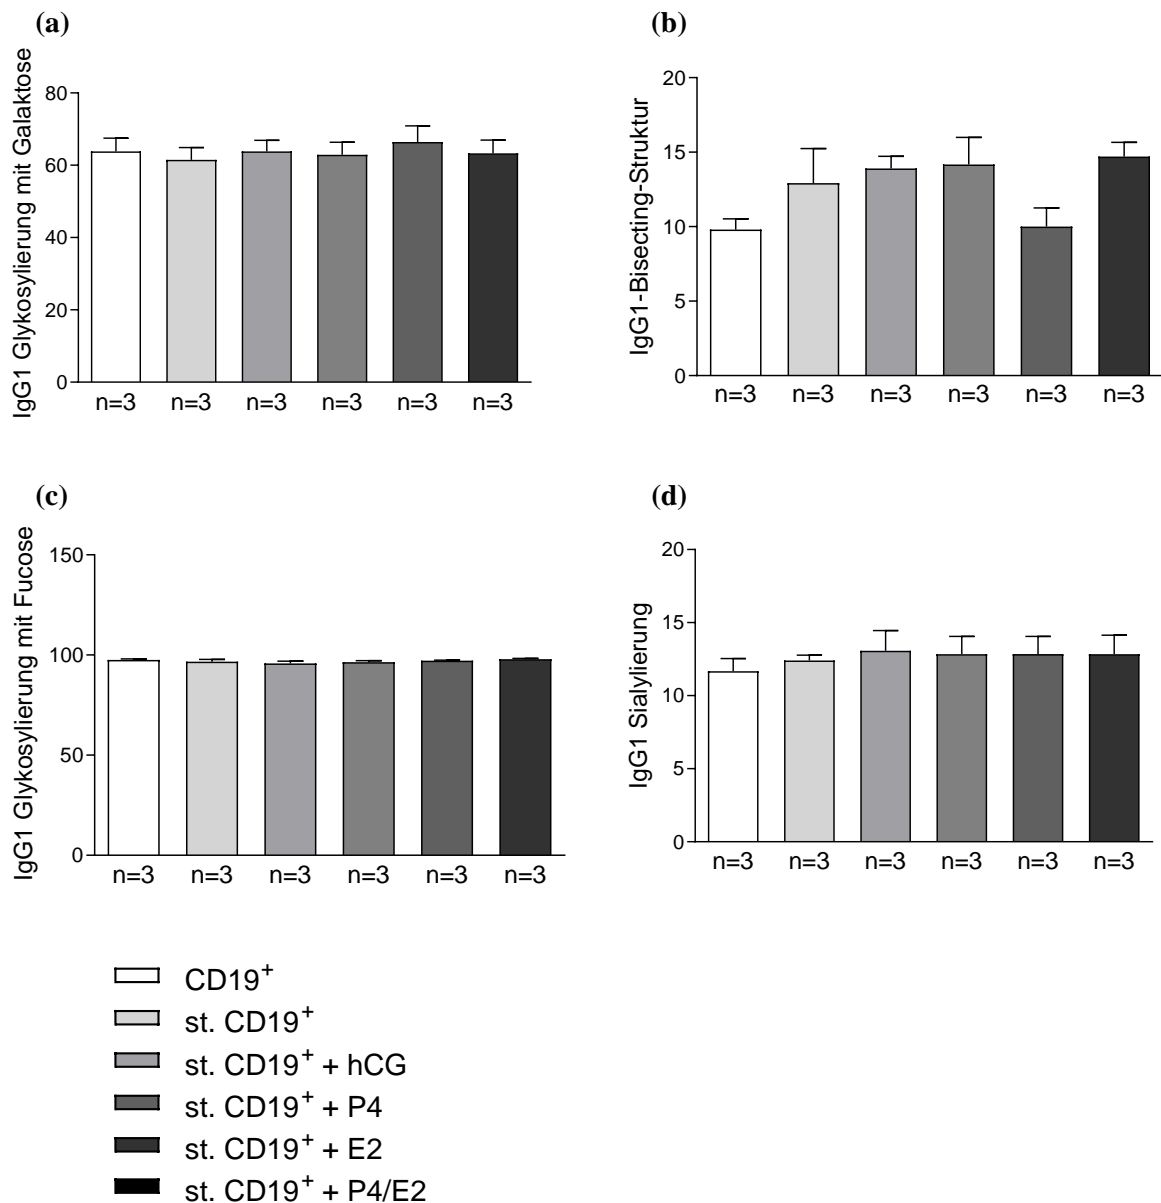 (a)
IgG1 Glykosylierung mit Galaktose
80
60
40
20
0
n=3 n=3 n=3 n=3 n=3 n=3
(b)
IgG1-Bisecting-Struktur
20
15
10
5
0
n=3 n=3 n=3 n=3 n=3 n=3
(c)
IgG1 Glykosylierung mit Fucose
150
100
50
0
n=3 n=3 n=3 n=3 n=3 n=3
(d)
IgG1 Sialylierung
20
15
10
5
0
n=3 n=3 n=3 n=3 n=3 n=3
CD19⁺
st. CD19⁺
st. CD19⁺ + hCG
st. CD19⁺ + P4
st. CD19⁺ + E2
st. CD19⁺ + P4/E2